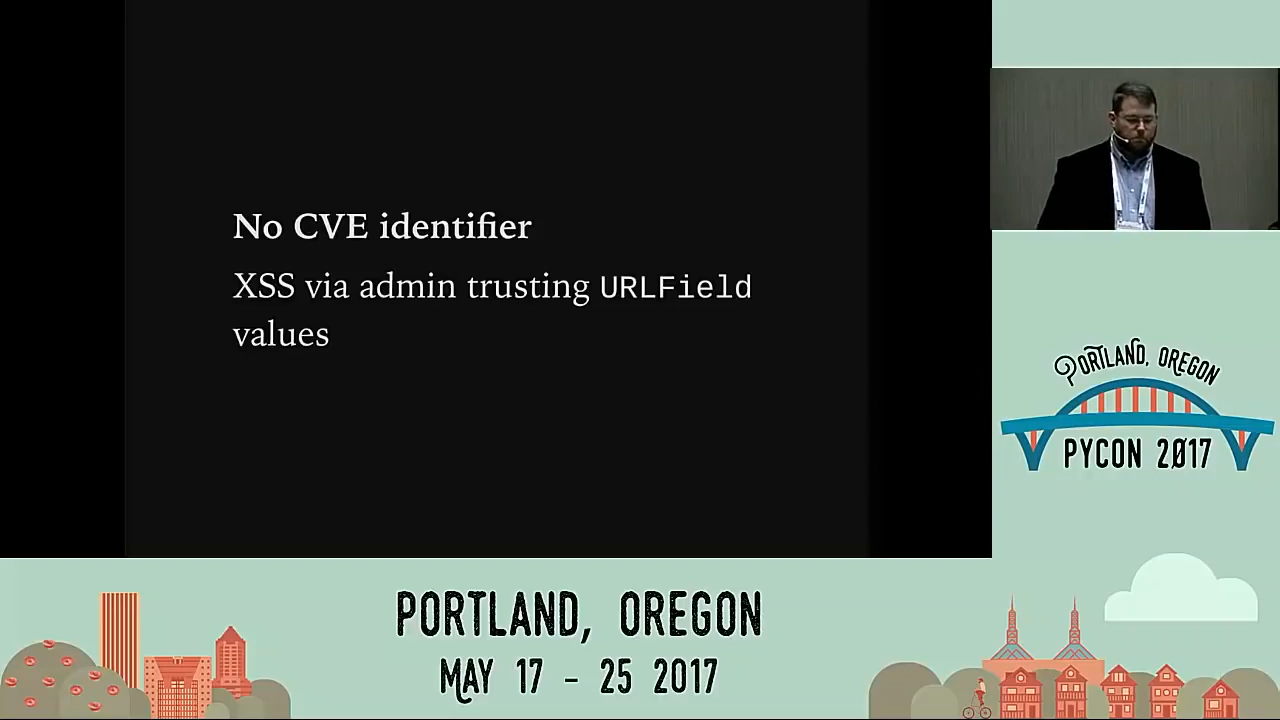 No CVE identifier
XSS via admin trusting URLField
values
PORTLAND, OREGON
PYCON 2017
PORTLAND, OREGON
MAY 17 - 25 2017